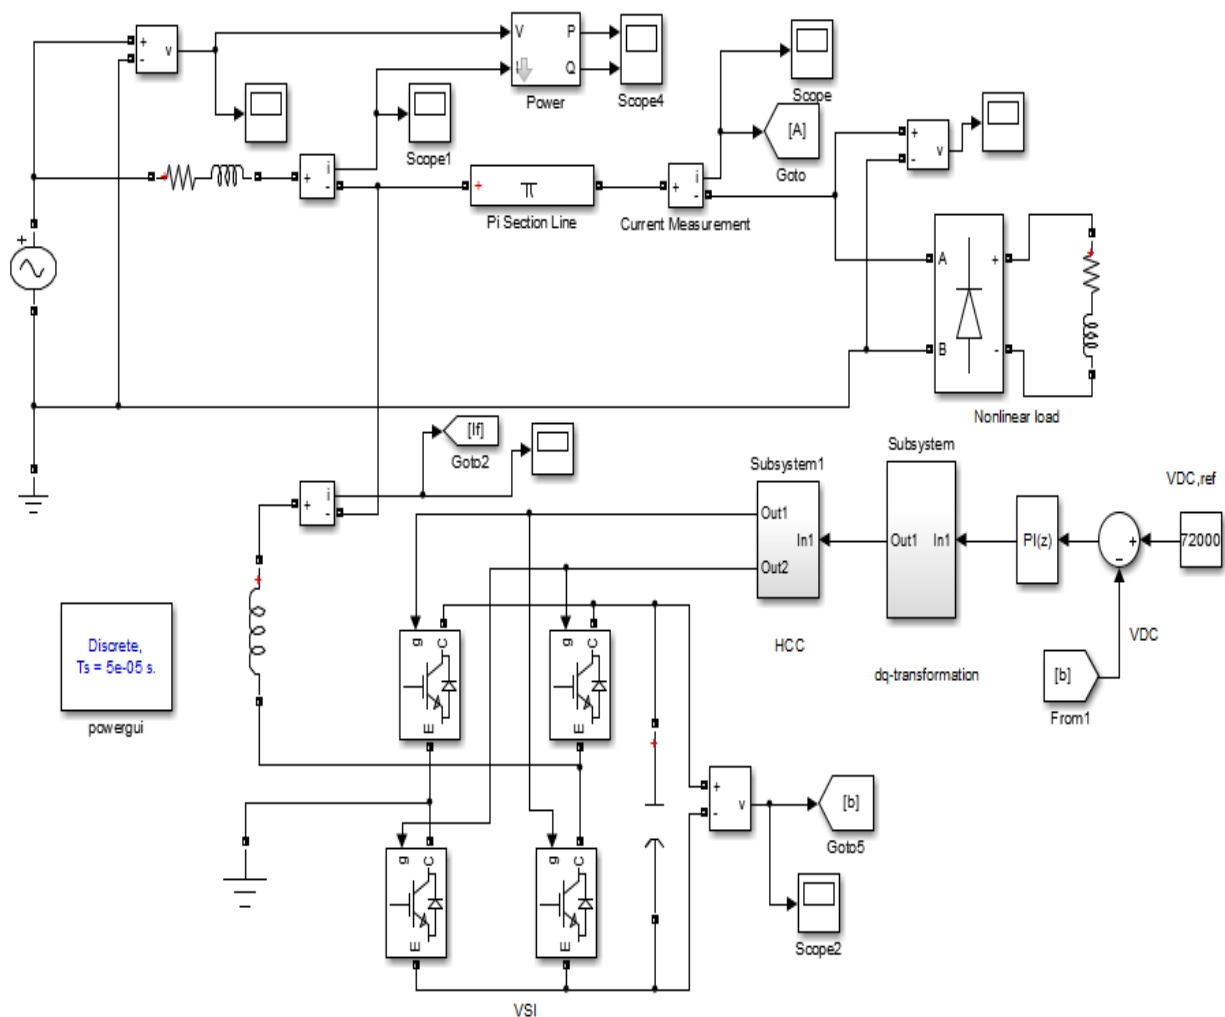 +
-
v
V
I
P
Q
Power
Scope4
Scope
Scope1
[A]
Goto
+
-
v
+
i
-
+
π
Pi Section Line
+
i
-
Current Measurement
+
A
B
+
-
Nonlinear load
[If]
Goto2
+
i
-
Subsystem1
Out1
Out2
In1
HCC
Subsystem
Out1
In1
dq-transformation
PI(z)
+
−
VDC,ref
72000
VDC
[b]
From1
Discrete,
Ts = 5e-05 s.
powergui
g
C
E
g
C
E
g
C
E
g
C
E
+
-
v
[b]
Goto5
Scope2
VSI